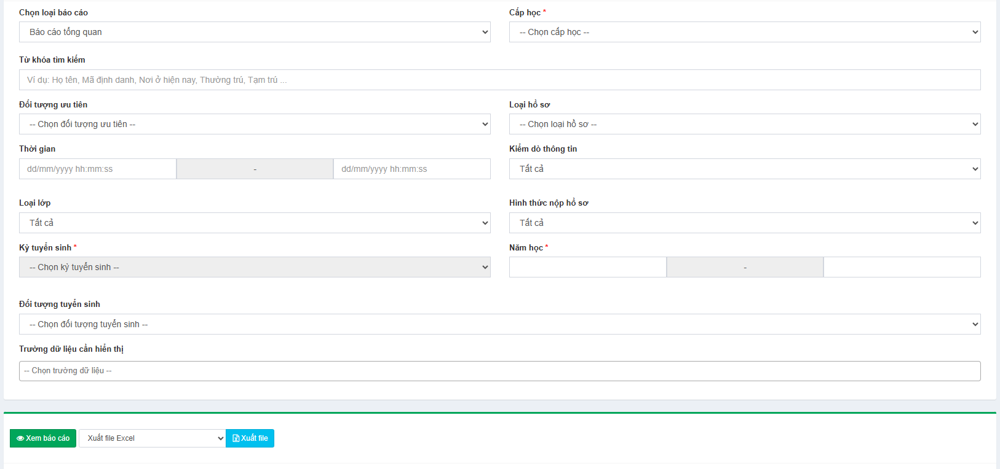 Chọn loại báo cáo
Cấp học *
Báo cáo tổng quan
-- Chọn cấp học --
Từ khóa tìm kiếm
Ví dụ: Họ tên, Mã định danh, Nơi ở hiện nay, Thường trú, Tạm trú ...
Đối tượng ưu tiên
Loại hồ sơ
-- Chọn đối tượng ưu tiên --
-- Chọn loại hồ sơ --
Thời gian
Kiểm dò thông tin
dd/mm/yyyy hh:mm:ss - dd/mm/yyyy hh:mm:ss
Tất cả
Loại lớp
Hình thức nộp hồ sơ
Tất cả
Tất cả
Kỳ tuyển sinh *
Năm học *
-- Chọn kỳ tuyển sinh --
-
Đối tượng tuyển sinh
-- Chọn đối tượng tuyển sinh --
Trường dữ liệu cần hiển thị
-- Chọn trường dữ liệu --
Xem báo cáo
Xuất file Excel
Xuất file